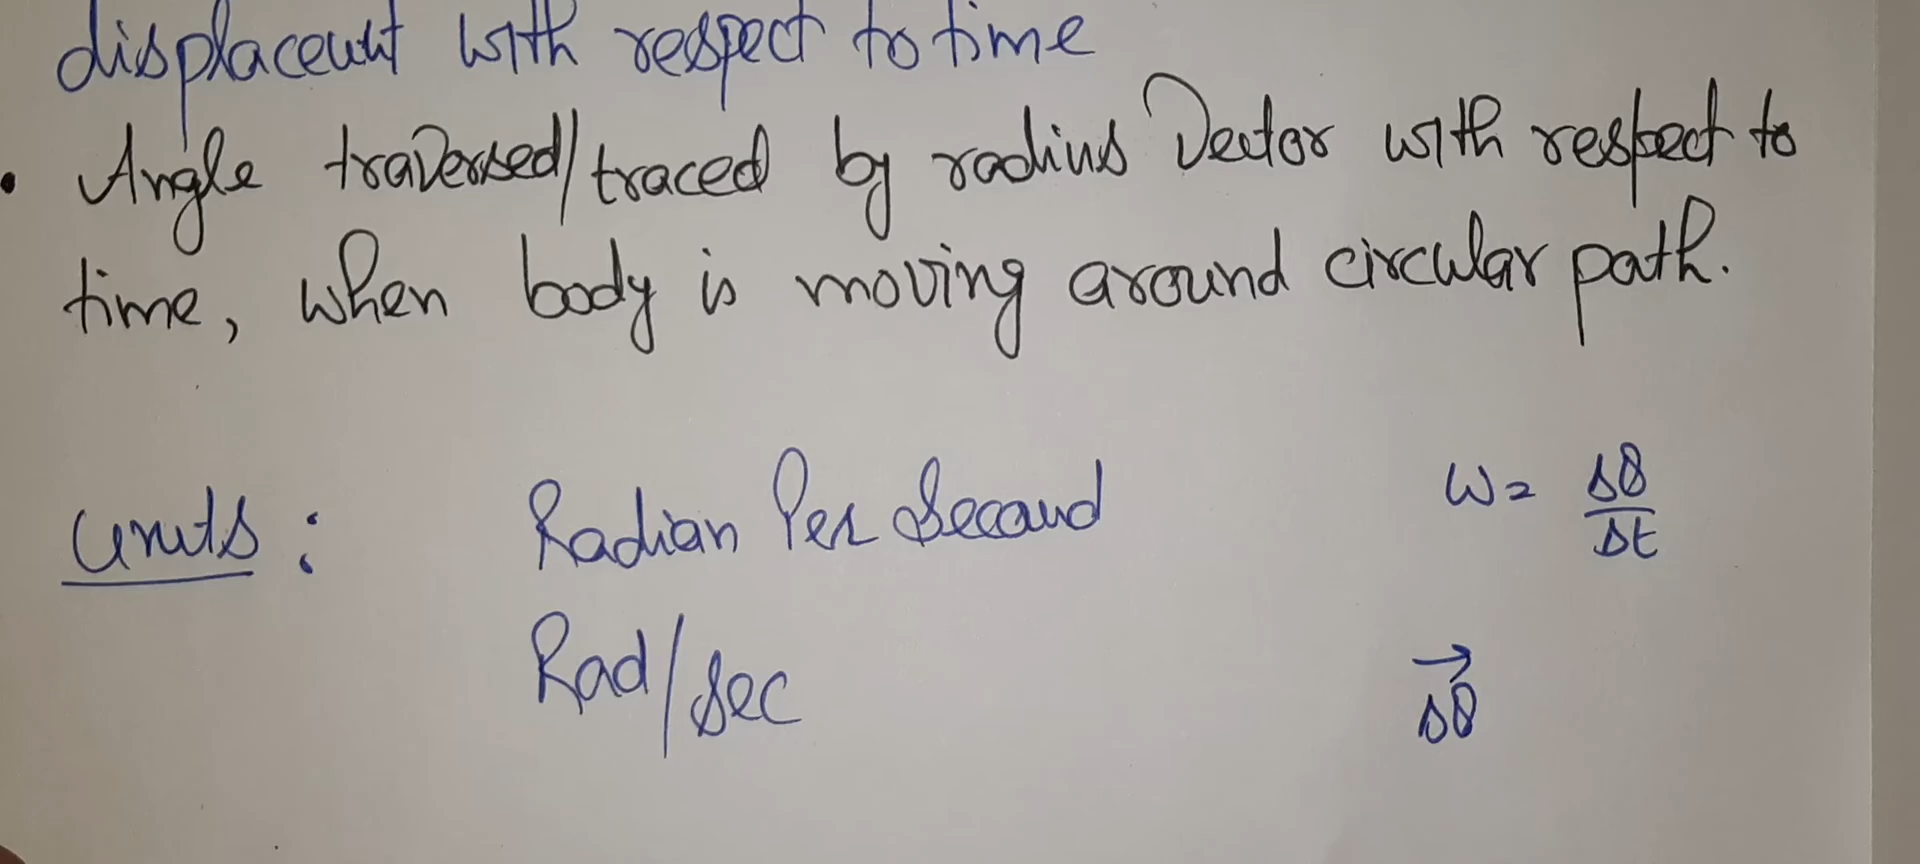 displacement with respect to time
• Angle traversed/traced by radius Vector with respect to
time, when body is moving around circular path.
Units : Radian Per Second
ω = Δθ/Δt
Rad/sec
Δθ⃗